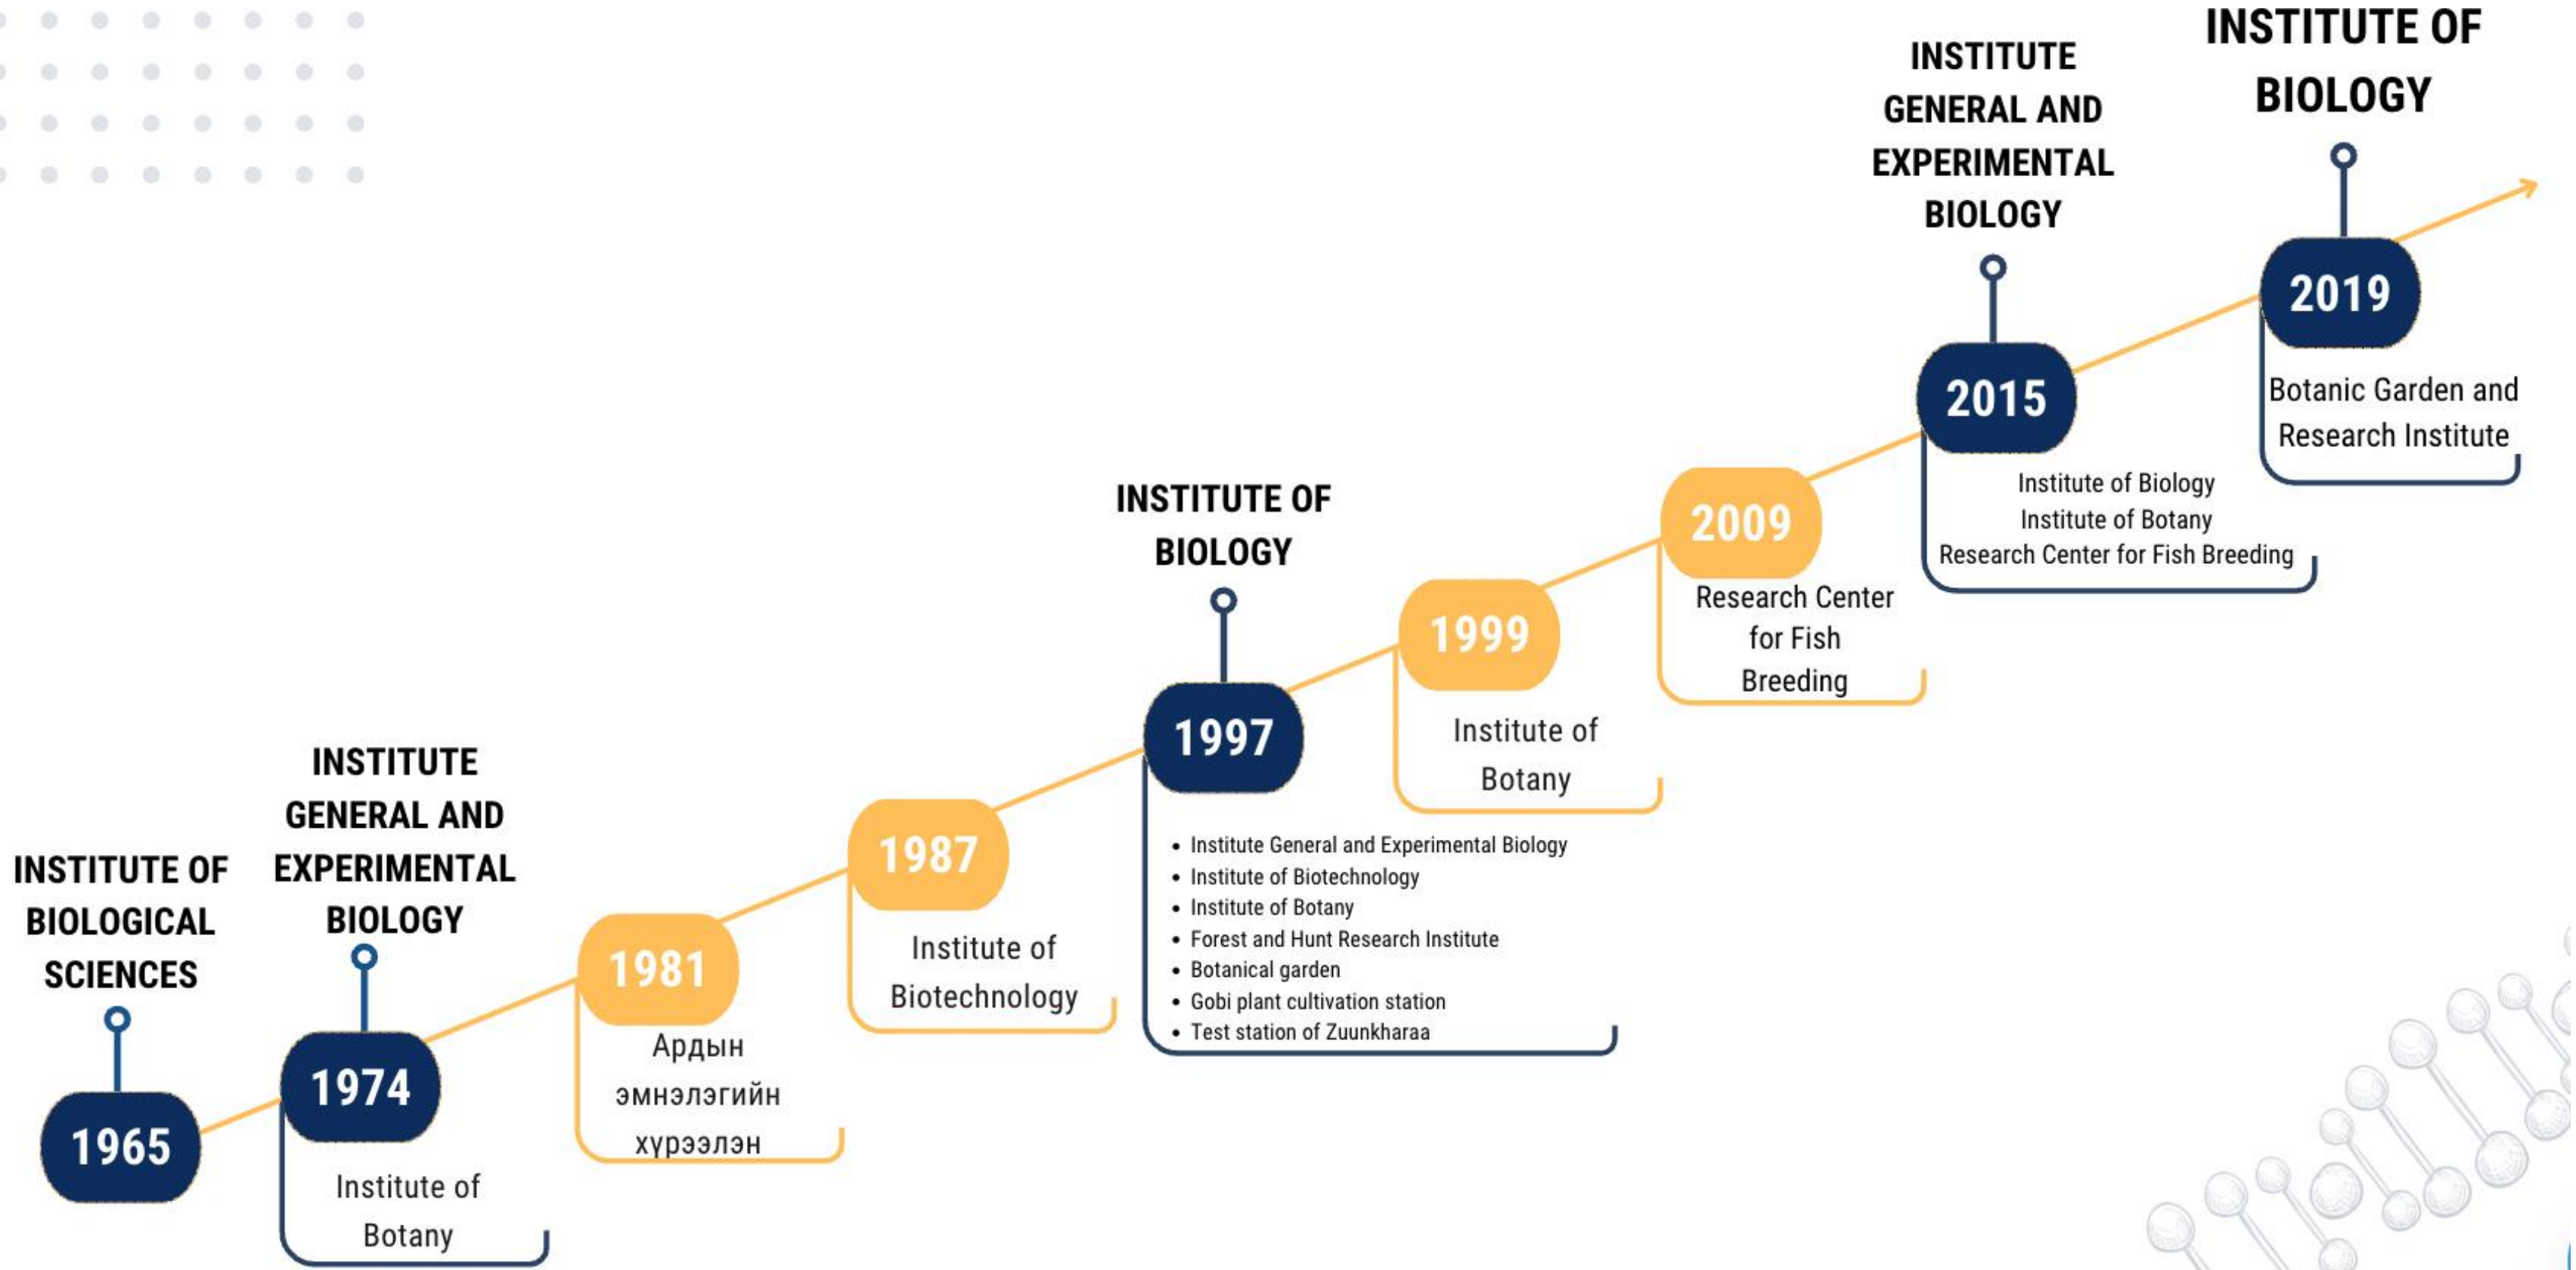 INSTITUTE OF
BIOLOGICAL
SCIENCES
1965
INSTITUTE
GENERAL AND
EXPERIMENTAL
BIOLOGY
1974
Institute of
Botany
1981
Ардын
эмнэлэгийн
хүрээлэн
1987
Institute of
Biotechnology
INSTITUTE OF
BIOLOGY
1997
• Institute General and Experimental Biology
• Institute of Biotechnology
• Institute of Botany
• Forest and Hunt Research Institute
• Botanical garden
• Gobi plant cultivation station
• Test station of Zuunkharaa
1999
Institute of
Botany
2009
Research Center
for Fish
Breeding
INSTITUTE
GENERAL AND
EXPERIMENTAL
BIOLOGY
2015
Institute of Biology
Institute of Botany
Research Center for Fish Breeding
INSTITUTE OF
BIOLOGY
2019
Botanic Garden and
Research Institute